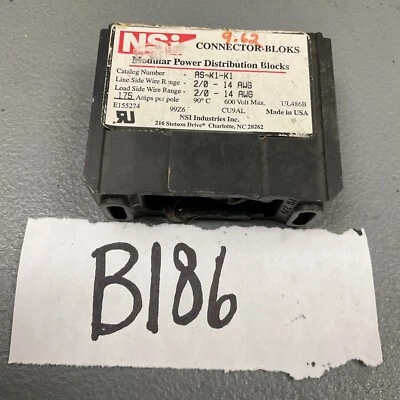 9.62
NSi CONNECTOR-BLOKS
Modular Power Distribution Blocks
Catalog Number - AS-K1-K1
Line Side Wire Range - 2/0 - 14 AWG
Load Side Wire Range - 2/0 - 14 AWG
175 Amps per pole 90° C 600 Volt Max. UL486B
E155274 99Z6 CU9AL Made in USA
NSI Industries Inc.
216 Stetson Drive* Charlotte, NC 28262
B186